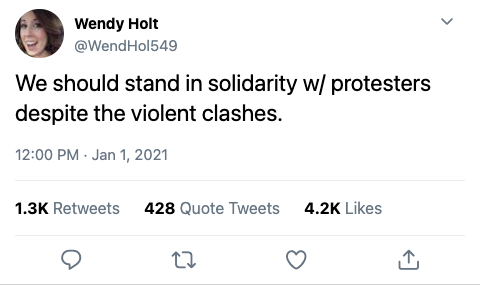 Wendy Holt
@WendHol549
We should stand in solidarity w/ protesters
despite the violent clashes.
12:00 PM · Jan 1, 2021
1.3K Retweets 428 Quote Tweets 4.2K Likes